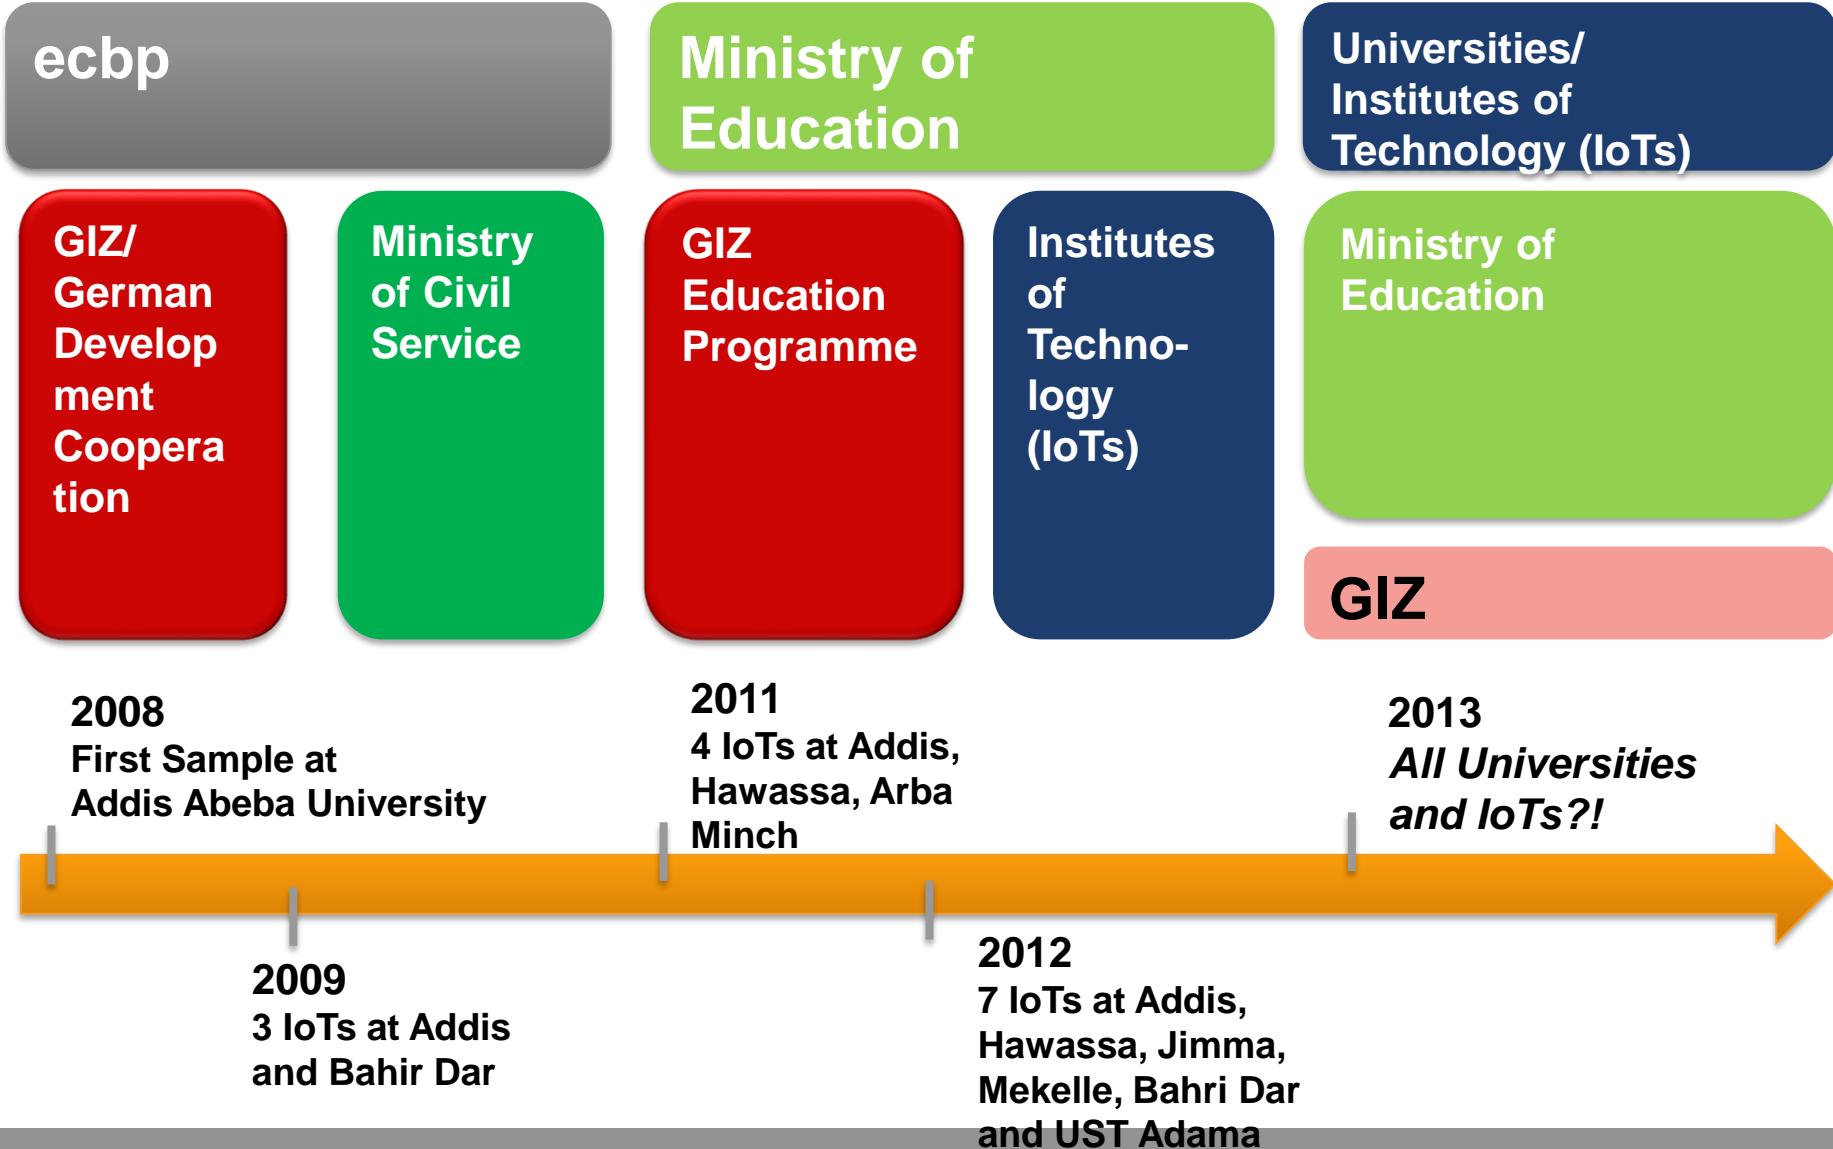 ecbp
Ministry of
Education
Universities/
Institutes of
Technology (IoTs)
GIZ/
German
Develop
ment
Coopera
tion
Ministry
of Civil
Service
GIZ
Education
Programme
Institutes
of
Techno-
logy
(IoTs)
Ministry of
Education
GIZ
2008
First Sample at
Addis Abeba University
2011
4 IoTs at Addis,
Hawassa, Arba
Minch
2013
All Universities
and IoTs?!
2009
3 IoTs at Addis
and Bahir Dar
2012
7 IoTs at Addis,
Hawassa, Jimma,
Mekelle, Bahri Dar
and UST Adama